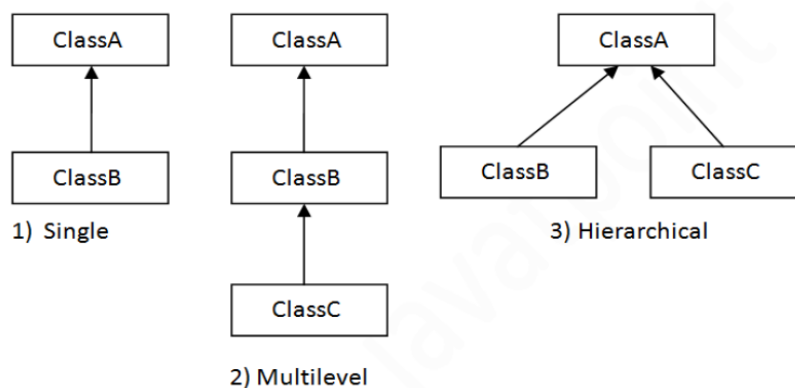 ClassA
ClassB
1) Single
ClassA
ClassB
ClassC
2) Multilevel
ClassA
ClassB
ClassC
3) Hierarchical